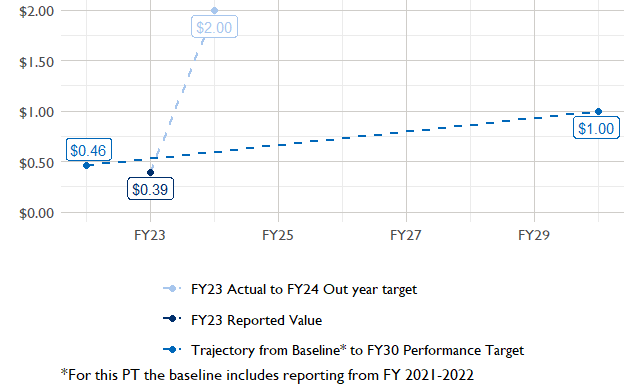 $2.00
$2.00
$1.50
$1.00
$1.00
$0.46
$0.50
$0.39
$0.00
FY23 FY25 FY27 FY29
FY23 Actual to FY24 Out year target
FY23 Reported Value
Trajectory from Baseline* to FY30 Performance Target
*For this PT the baseline includes reporting from FY 2021-2022